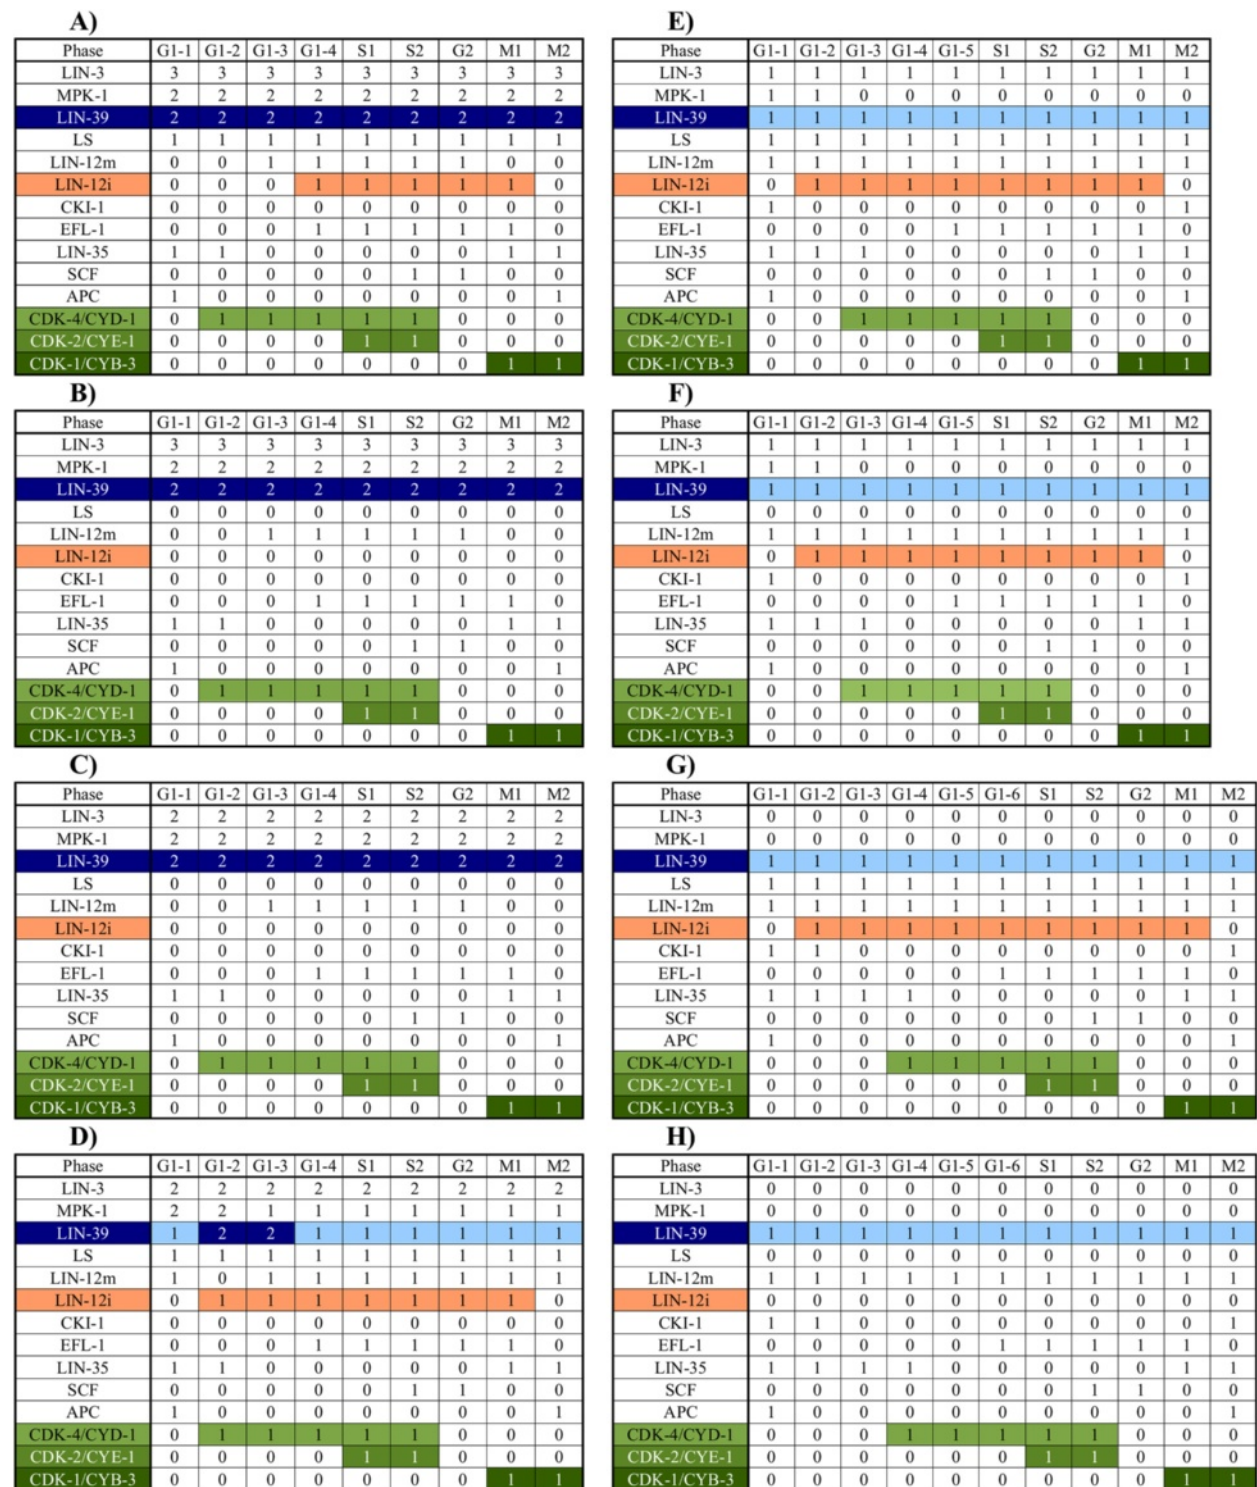 A)
Phase G1-1 G1-2 G1-3 G1-4 S1 S2 G2 M1 M2
LIN-3 3 3 3 3 3 3 3 3 3
MPK-1 2 2 2 2 2 2 2 2 2
LIN-39 2 2 2 2 2 2 2 2 2
LS 1 1 1 1 1 1 1 1 1
LIN-12m 0 0 1 1 1 1 1 0 0
LIN-12i 0 0 0 1 1 1 1 1 0
CKI-1 0 0 0 0 0 0 0 0 0
EFL-1 0 0 0 1 1 1 1 1 0
LIN-35 1 1 0 0 0 0 0 1 1
SCF 0 0 0 0 0 1 1 0 0
APC 1 0 0 0 0 0 0 0 1
CDK-4/CYD-1 0 1 1 1 1 1 0 0 0
CDK-2/CYE-1 0 0 0 0 1 1 0 0 0
CDK-1/CYB-3 0 0 0 0 0 0 0 1 1
B)
Phase G1-1 G1-2 G1-3 G1-4 S1 S2 G2 M1 M2
LIN-3 3 3 3 3 3 3 3 3 3
MPK-1 2 2 2 2 2 2 2 2 2
LIN-39 2 2 2 2 2 2 2 2 2
LS 0 0 0 0 0 0 0 0 0
LIN-12m 0 0 1 1 1 1 1 0 0
LIN-12i 0 0 0 0 0 0 0 0 0
CKI-1 0 0 0 0 0 0 0 0 0
EFL-1 0 0 0 1 1 1 1 1 0
LIN-35 1 1 0 0 0 0 0 1 1
SCF 0 0 0 0 0 1 1 0 0
APC 1 0 0 0 0 0 0 0 1
CDK-4/CYD-1 0 1 1 1 1 1 0 0 0
CDK-2/CYE-1 0 0 0 0 1 1 0 0 0
CDK-1/CYB-3 0 0 0 0 0 0 0 1 1
C)
Phase G1-1 G1-2 G1-3 G1-4 S1 S2 G2 M1 M2
LIN-3 2 2 2 2 2 2 2 2 2
MPK-1 2 2 2 2 2 2 2 2 2
LIN-39 2 2 2 2 2 2 2 2 2
LS 0 0 0 0 0 0 0 0 0
LIN-12m 0 0 1 1 1 1 1 0 0
LIN-12i 0 0 0 0 0 0 0 0 0
CKI-1 0 0 0 0 0 0 0 0 0
EFL-1 0 0 0 1 1 1 1 1 0
LIN-35 1 1 0 0 0 0 0 1 1
SCF 0 0 0 0 0 1 1 0 0
APC 1 0 0 0 0 0 0 0 1
CDK-4/CYD-1 0 1 1 1 1 1 0 0 0
CDK-2/CYE-1 0 0 0 0 1 1 0 0 0
CDK-1/CYB-3 0 0 0 0 0 0 0 1 1
D)
Phase G1-1 G1-2 G1-3 G1-4 S1 S2 G2 M1 M2
LIN-3 2 2 2 2 2 2 2 2 2
MPK-1 2 2 1 1 1 1 1 1 1
LIN-39 1 2 2 1 1 1 1 1 1
LS 1 1 1 1 1 1 1 1 1
LIN-12m 1 0 1 1 1 1 1 1 1
LIN-12i 0 1 1 1 1 1 1 1 0
CKI-1 0 0 0 0 0 0 0 0 0
EFL-1 0 0 0 1 1 1 1 1 0
LIN-35 1 1 0 0 0 0 0 1 1
SCF 0 0 0 0 0 1 1 0 0
APC 1 0 0 0 0 0 0 0 1
CDK-4/CYD-1 0 1 1 1 1 1 0 0 0
CDK-2/CYE-1 0 0 0 0 1 1 0 0 0
CDK-1/CYB-3 0 0 0 0 0 0 0 1 1
E)
Phase G1-1 G1-2 G1-3 G1-4 G1-5 S1 S2 G2 M1 M2
LIN-3 1 1 1 1 1 1 1 1 1 1
MPK-1 1 1 0 0 0 0 0 0 0 0
LIN-39 1 1 1 1 1 1 1 1 1 1
LS 1 1 1 1 1 1 1 1 1 1
LIN-12m 1 1 1 1 1 1 1 1 1 1
LIN-12i 0 1 1 1 1 1 1 1 1 0
CKI-1 1 0 0 0 0 0 0 0 0 1
EFL-1 0 0 0 0 1 1 1 1 1 0
LIN-35 1 1 1 0 0 0 0 0 1 1
SCF 0 0 0 0 0 0 1 1 0 0
APC 1 0 0 0 0 0 0 0 0 1
CDK-4/CYD-1 0 0 1 1 1 1 1 0 0 0
CDK-2/CYE-1 0 0 0 0 0 1 1 0 0 0
CDK-1/CYB-3 0 0 0 0 0 0 0 0 1 1
F)
Phase G1-1 G1-2 G1-3 G1-4 G1-5 S1 S2 G2 M1 M2
LIN-3 1 1 1 1 1 1 1 1 1 1
MPK-1 1 1 0 0 0 0 0 0 0 0
LIN-39 1 1 1 1 1 1 1 1 1 1
LS 0 0 0 0 0 0 0 0 0 0
LIN-12m 1 1 1 1 1 1 1 1 1 1
LIN-12i 0 1 1 1 1 1 1 1 1 0
CKI-1 1 0 0 0 0 0 0 0 0 1
EFL-1 0 0 0 0 1 1 1 1 1 0
LIN-35 1 1 1 0 0 0 0 0 1 1
SCF 0 0 0 0 0 0 1 1 0 0
APC 1 0 0 0 0 0 0 0 0 1
CDK-4/CYD-1 0 0 1 1 1 1 1 0 0 0
CDK-2/CYE-1 0 0 0 0 0 1 1 0 0 0
CDK-1/CYB-3 0 0 0 0 0 0 0 0 1 1
G)
Phase G1-1 G1-2 G1-3 G1-4 G1-5 G1-6 S1 S2 G2 M1 M2
LIN-3 0 0 0 0 0 0 0 0 0 0 0
MPK-1 0 0 0 0 0 0 0 0 0 0 0
LIN-39 1 1 1 1 1 1 1 1 1 1 1
LS 1 1 1 1 1 1 1 1 1 1 1
LIN-12m 1 1 1 1 1 1 1 1 1 1 1
LIN-12i 0 1 1 1 1 1 1 1 1 1 0
CKI-1 1 1 0 0 0 0 0 0 0 0 1
EFL-1 0 0 0 0 0 1 1 1 1 1 0
LIN-35 1 1 1 1 0 0 0 0 0 1 1
SCF 0 0 0 0 0 0 0 1 1 0 0
APC 1 0 0 0 0 0 0 0 0 0 1
CDK-4/CYD-1 0 0 0 1 1 1 1 1 0 0 0
CDK-2/CYE-1 0 0 0 0 0 0 1 1 0 0 0
CDK-1/CYB-3 0 0 0 0 0 0 0 0 0 1 1
H)
Phase G1-1 G1-2 G1-3 G1-4 G1-5 G1-6 S1 S2 G2 M1 M2
LIN-3 0 0 0 0 0 0 0 0 0 0 0
MPK-1 0 0 0 0 0 0 0 0 0 0 0
LIN-39 1 1 1 1 1 1 1 1 1 1 1
LS 0 0 0 0 0 0 0 0 0 0 0
LIN-12m 1 1 1 1 1 1 1 1 1 1 1
LIN-12i 0 0 0 0 0 0 0 0 0 0 0
CKI-1 1 1 0 0 0 0 0 0 0 0 1
EFL-1 0 0 0 0 0 1 1 1 1 1 0
LIN-35 1 1 1 1 0 0 0 0 0 1 1
SCF 0 0 0 0 0 0 0 1 1 0 0
APC 1 0 0 0 0 0 0 0 0 0 1
CDK-4/CYD-1 0 0 0 1 1 1 1 1 0 0 0
CDK-2/CYE-1 0 0 0 0 0 0 1 1 0 0 0
CDK-1/CYB-3 0 0 0 0 0 0 0 0 0 1 1